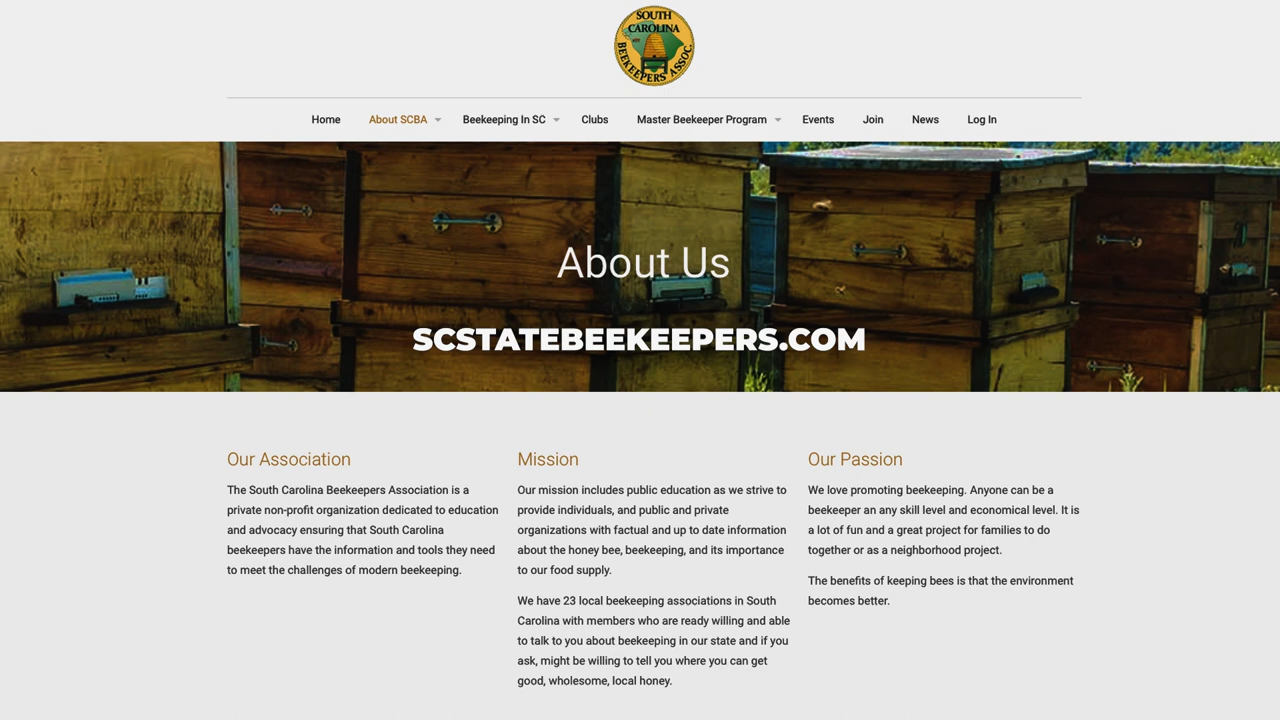 SOUTH
CAROLINA
BEEKEEPERS ASSOC.
Home
About SCBA
Beekeeping In SC
Clubs
Master Beekeeper Program
Events
Join
News
Log In
About Us
SCSTATEBEEKEEPERS.COM
Our Association
The South Carolina Beekeepers Association is a
private non-profit organization dedicated to education
and advocacy ensuring that South Carolina
beekeepers have the information and tools they need
to meet the challenges of modern beekeeping.
Mission
Our mission includes public education as we strive to
provide individuals, and public and private
organizations with factual and up to date information
about the honey bee, beekeeping, and its importance
to our food supply.
We have 23 local beekeeping associations in South
Carolina with members who are ready willing and able
to talk to you about beekeeping in our state and if you
ask, might be willing to tell you where you can get
good, wholesome, local honey.
Our Passion
We love promoting beekeeping. Anyone can be a
beekeeper an any skill level and economical level. It is
a lot of fun and a great project for families to do
together or as a neighborhood project.
The benefits of keeping bees is that the environment
becomes better.